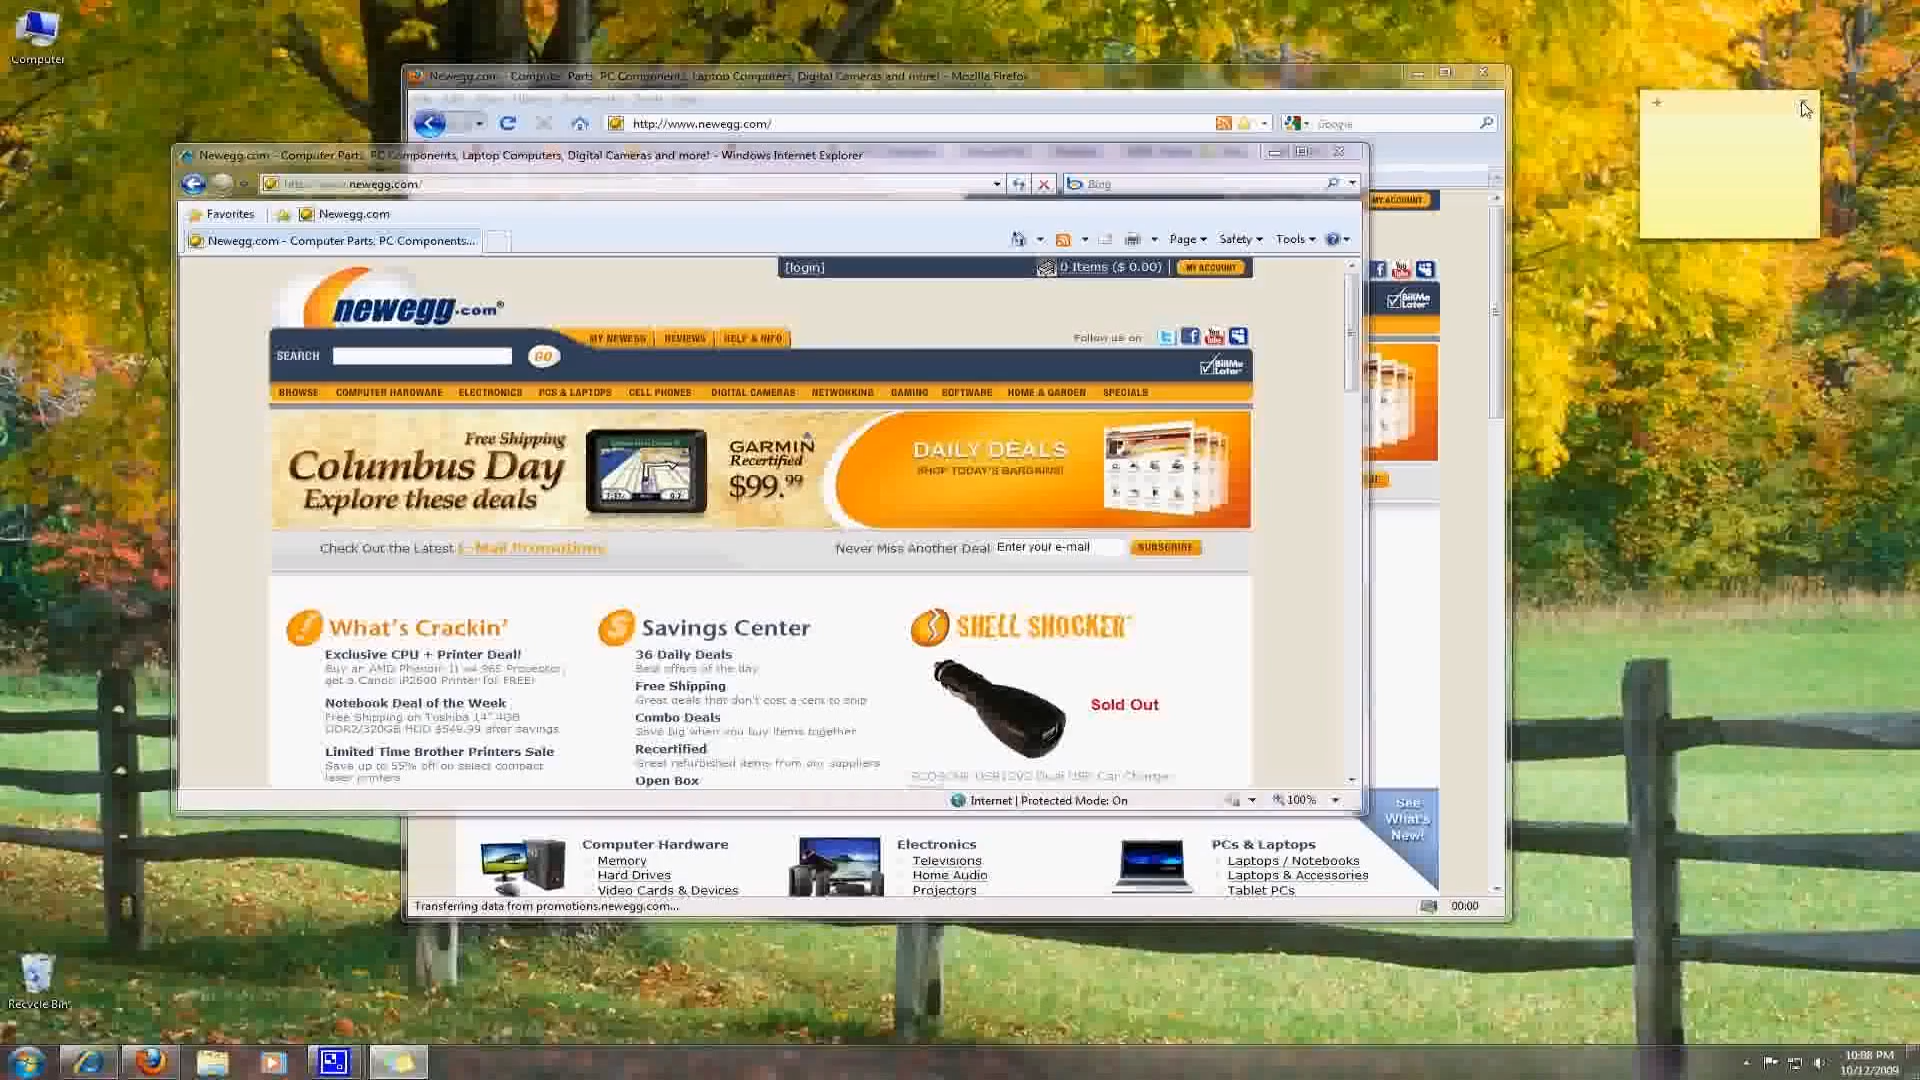 Computer
Newegg.com - Computer Parts, PC Components, Laptop Computers, Digital Cameras and more! - Mozilla Firefox
http://www.newegg.com/
Google
Newegg.com - Computer Parts, PC Components, Laptop Computers, Digital Cameras and more! - Windows Internet Explorer
http://www.newegg.com/
Bing
Favorites
Newegg.com
Newegg.com - Computer Parts, PC Components...
Page
Safety
Tools
MY ACCOUNT
[login]
0 Items ($ 0.00)
MY ACCOUNT
newegg.com®
MY NEWEGG
REVIEWS
HELP & INFO
Follow us on
You Tube
You
BillMe Later
SEARCH
GO
BillMe Later
BROWSE COMPUTER HARDWARE ELECTRONICS PCS & LAPTOPS CELL PHONES DIGITAL CAMERAS NETWORKING GAMING SOFTWARE HOME & GARDEN SPECIALS
Free Shipping
Columbus Day
Explore these deals
GARMIN
Recertified
$99.99
DAILY DEALS
SHOP TODAY'S BARGAINS!
Check Out the Latest E-Mail Promotions
Never Miss Another Deal
Enter your e-mail
SUBSCRIBE
What's Crackin'
Exclusive CPU + Printer Deal!
Buy an AMD Phenom II x4 965 Processor,
get a Canon iP2600 Printer for FREE!
Notebook Deal of the Week
Free Shipping on Toshiba 14" 4GB
DDR2/320GB HDD $549.99 after savings
Limited Time Brother Printers Sale
Save up to 55% off on select compact
laser printers
Savings Center
36 Daily Deals
Best offers of the day
Free Shipping
Great deals that don't cost a cent to ship
Combo Deals
Save big when you buy items together
Recertified
Great refurbished items from our suppliers
Open Box
SHELL SHOCKER
Sold Out
Dual USB Car Charger
Internet | Protected Mode: On
100%
See
What's
New!
Computer Hardware
Memory
Hard Drives
Video Cards & Devices
Electronics
Televisions
Home Audio
Projectors
PCs & Laptops
Laptops / Notebooks
Laptops & Accessories
Tablet PCs
Transferring data from promotions.newegg.com...
00:00
Recycle Bin
10:08 PM
10/12/2009